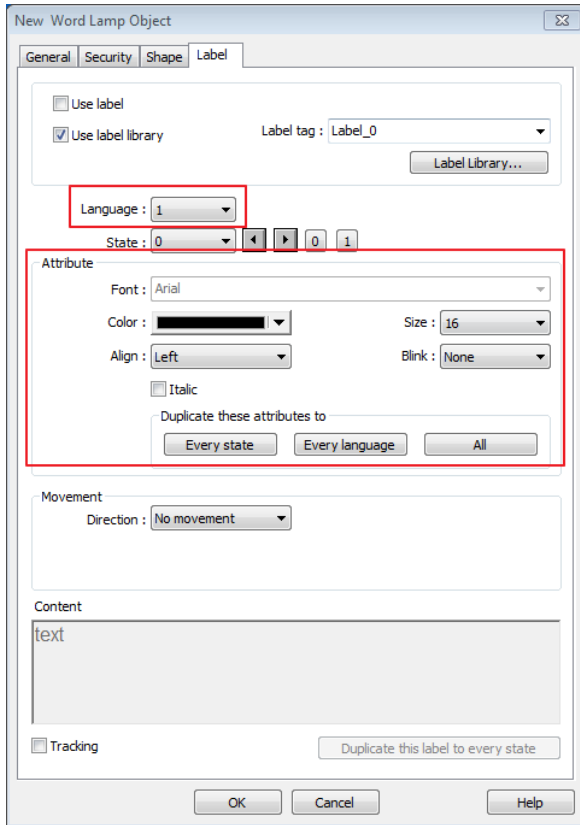 New Word Lamp Object
General Security Shape Label
Use label
Use label library Label tag : Label_0
Label Library...
Language : 1
State : 0 0 1
Attribute
Font : Arial
Color : Size : 16
Align : Left Blink : None
Italic
Duplicate these attributes to
Every state Every language All
Movement
Direction : No movement
Content
text
Tracking Duplicate this label to every state
OK Cancel Help